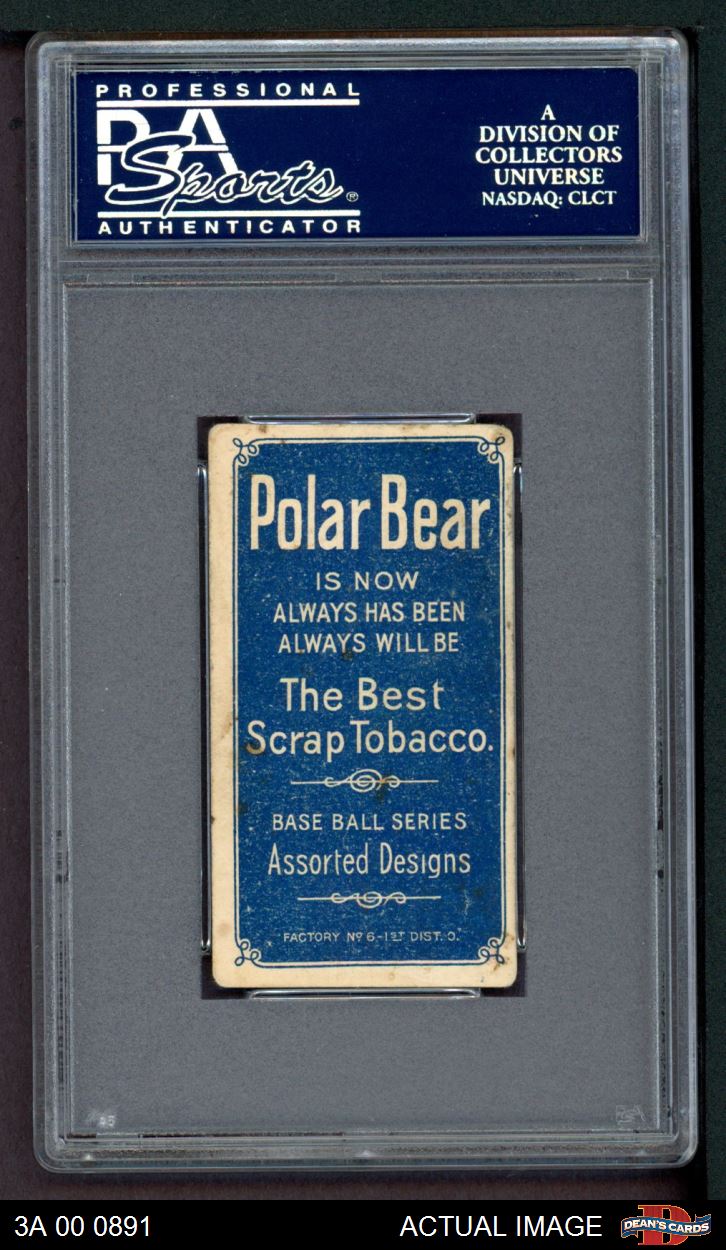 PROFESSIONAL
PSA
Sports®
AUTHENTICATOR
A
DIVISION OF
COLLECTORS
UNIVERSE
NASDAQ: CLCT
Polar Bear
IS NOW
ALWAYS HAS BEEN
ALWAYS WILL BE
The Best
Scrap Tobacco.
BASE BALL SERIES
Assorted Designs
FACTORY Nº 6-1ST DIST. O.
3A 00 0891
ACTUAL IMAGE
D
DEAN'S CARDS